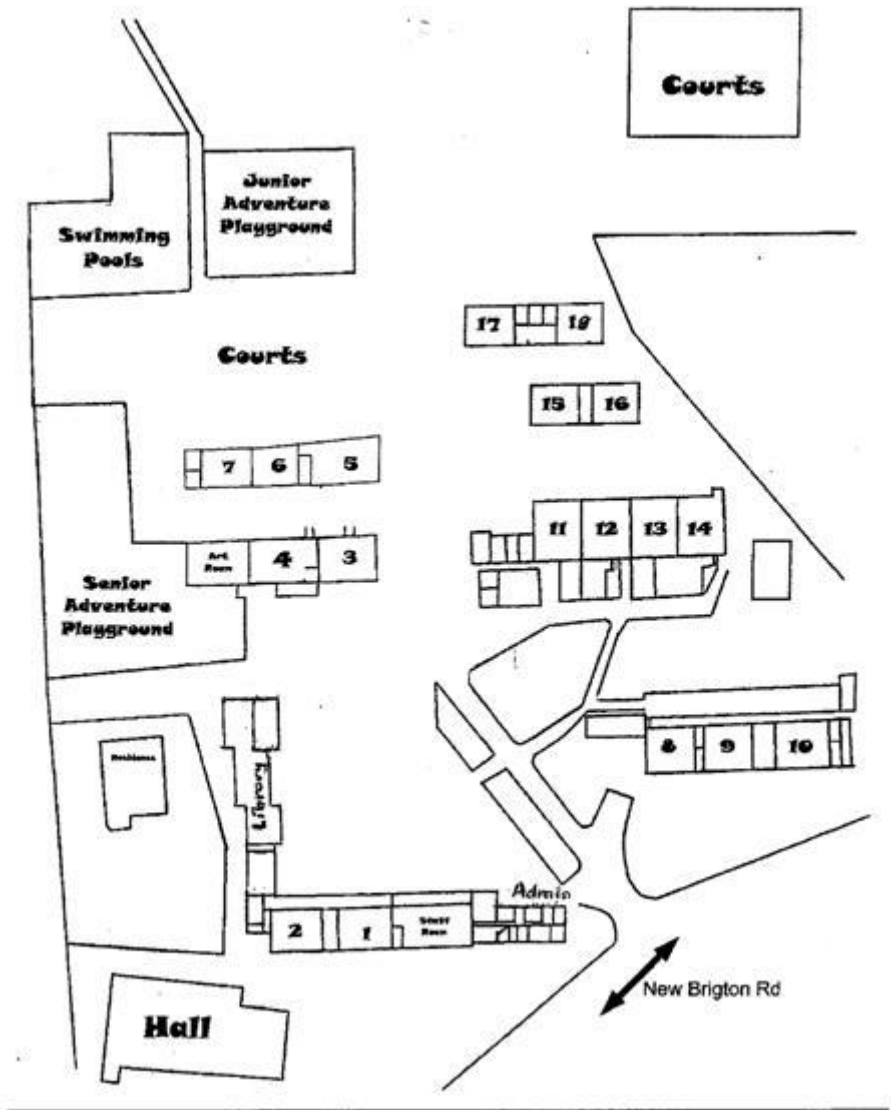 Courts
Junior
Adventure
Playground
Swimming
Pools
17
18
Courts
15
16
7
6
5
11
12
13
14
Art
Room
4
3
Senior
Adventure
Playground
8
9
10
Library
Admin
2
1
Staff
Room
New Brigton Rd
Hall